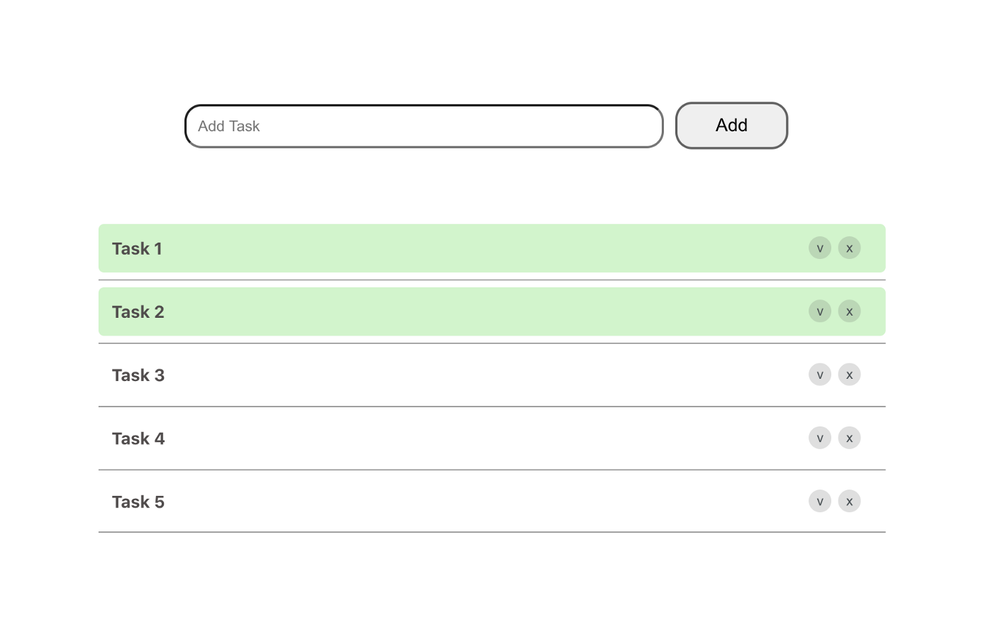 Add Task Add
Task 1 v x
Task 2 v x
Task 3 v x
Task 4 v x
Task 5 v x